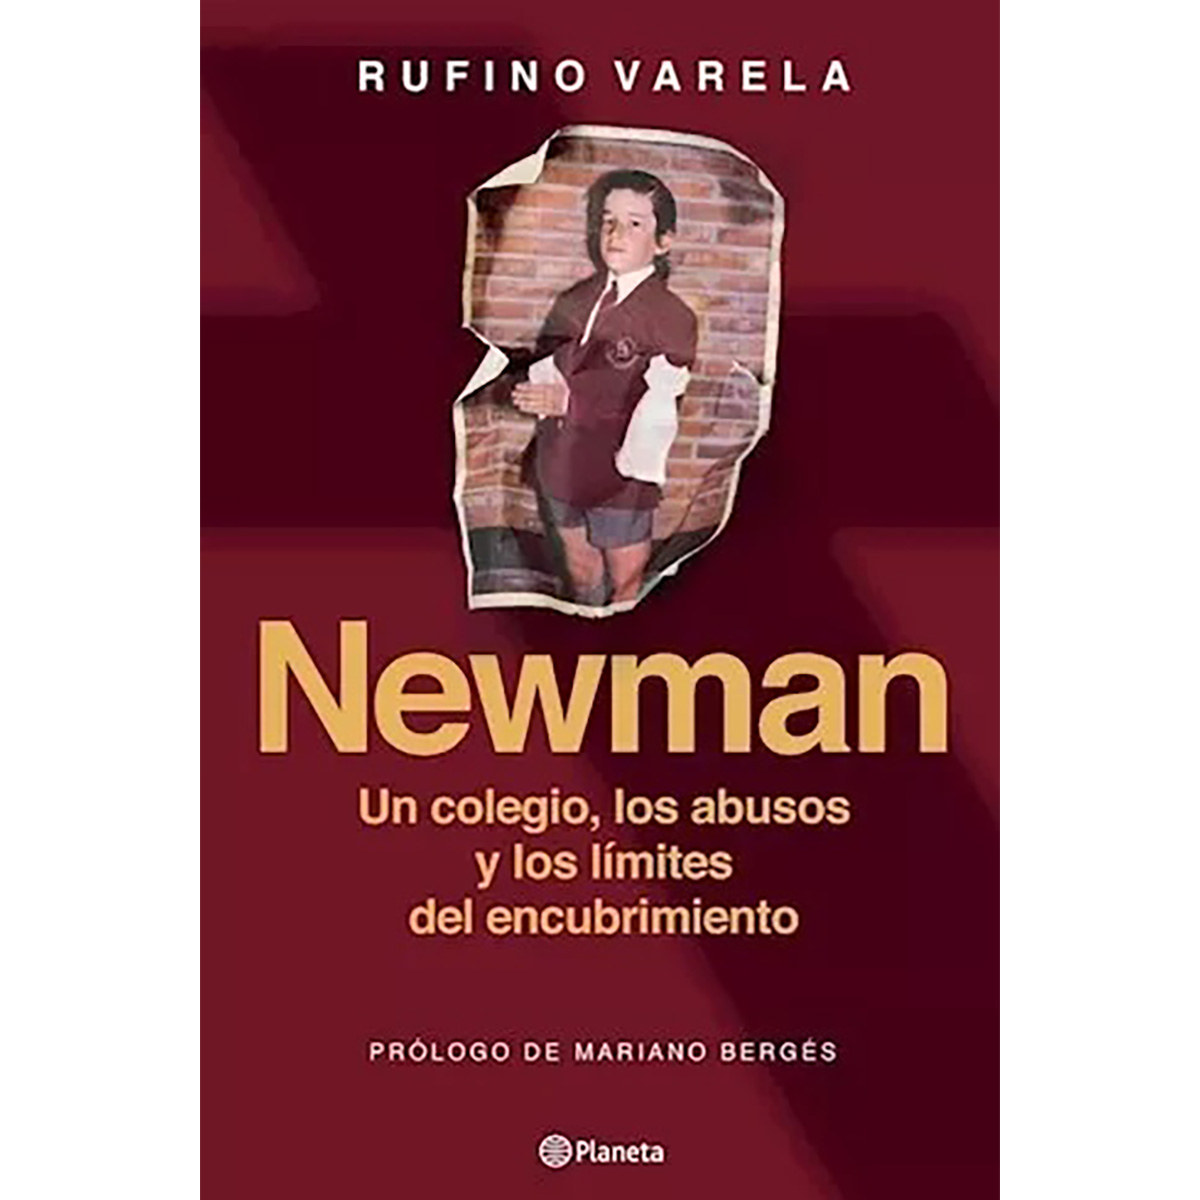 RUFINO VARELA
Newman
Un colegio, los abusos
y los límites
del encubrimiento
PRÓLOGO DE MARIANO BERGÉS
Planeta